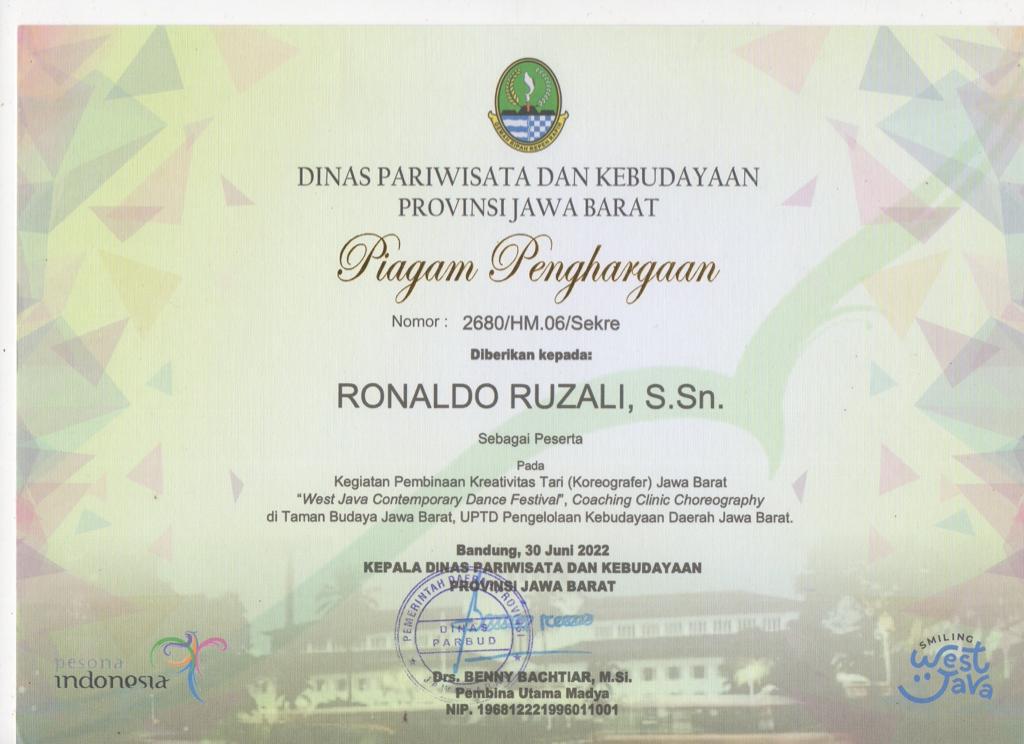 DINAS PARIWISATA DAN KEBUDAYAAN
PROVINSI JAWA BARAT
Piagam Penghargaan
Nomor : 2680/HM.06/Sekre
Diberikan kepada:
RONALDO RUZALI, S.Sn.
Sebagai Peserta
Pada
Kegiatan Pembinaan Kreativitas Tari (Koreografer) Jawa Barat
"West Java Contemporary Dance Festival", Coaching Clinic Choreography
di Taman Budaya Jawa Barat, UPTD Pengelolaan Kebudayaan Daerah Jawa Barat.
Bandung, 30 Juni 2022
KEPALA DINAS PARIWISATA DAN KEBUDAYAAN
PROVINSI JAWA BARAT
PEMERINTAH DAERAH PROVINSI
DINAS
PARBUD
Drs. BENNY BACHTIAR, M.Si.
Pembina Utama Madya
NIP. 196812221996011001
pesona
indonesia
SMILING
West
Java